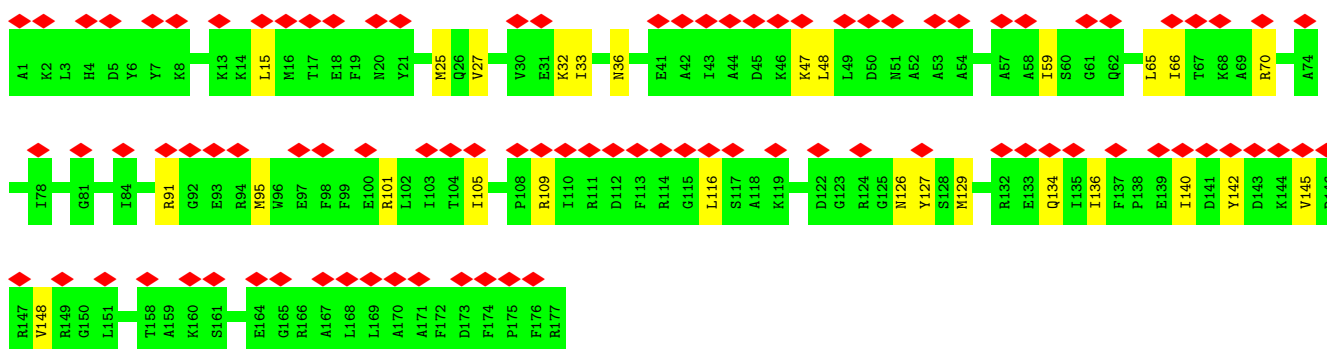 A1 K2 L3 H4 D5 Y6 Y7 K8 K13 K14 L15 M16 T17 E18 F19 N20 Y21 M25 Q26 V27 V30 E31 K32 I33 N36 E41 A42 I43 A44 D45 K46 K47 L48 L49 D50 N51 A52 A53 A54 A57 A58 I59 S60 G61 Q62 L65 I66 T67 K68 A69 R70 A74
I78 G81 I84 R91 G92 E93 R94 M95 W96 E97 F98 F99 E100 R101 L102 I103 T104 I105 P108 R109 I110 R111 D112 F113 R114 G115 L116 S117 A118 K119 D122 G123 R124 G125 N126 Y127 S128 M129 R132 E133 Q134 I135 I136 F137 P138 E139 I140 D141 Y142 D143 K144 V145
R147 V148 R149 G150 L151 T158 A159 K160 S161 E164 G165 R166 A167 L168 L169 A170 A171 F172 D173 F174 P175 F176 R177